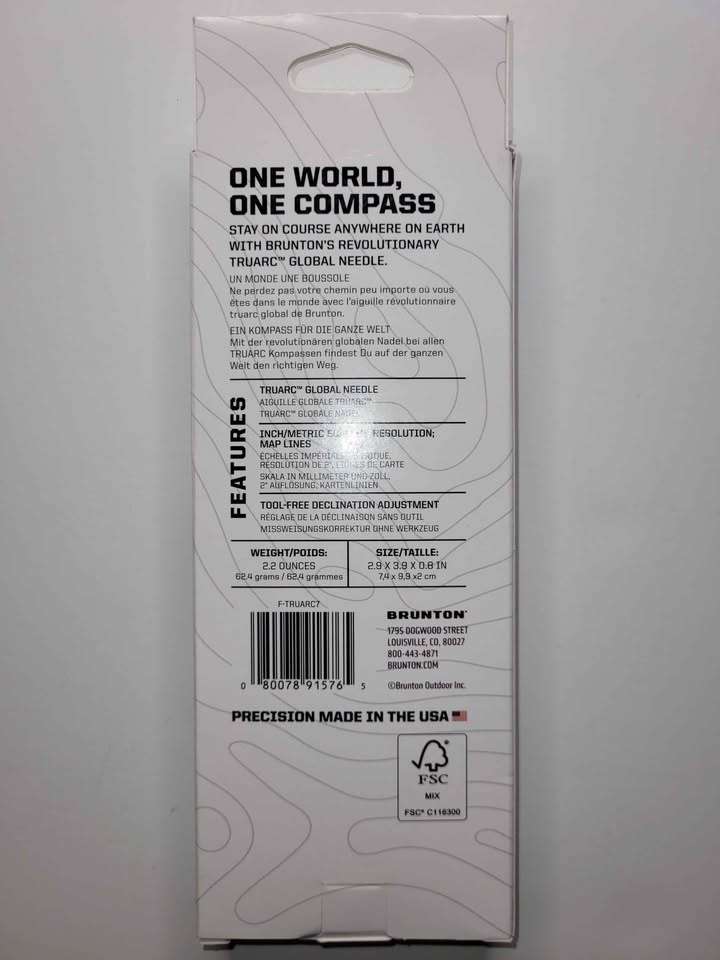 ONE WORLD,
ONE COMPASS
STAY ON COURSE ANYWHERE ON EARTH
WITH BRUNTON'S REVOLUTIONARY
TRUARC™ GLOBAL NEEDLE.
UN MONDE UNE BOUSSOLE
Ne perdez pas votre chemin peu importe où vous
êtes dans le monde avec l'aiguille révolutionnaire
truarc global de Brunton.
EIN KOMPASS FÜR DIE GANZE WELT
Mit der revolutionären globalen Nadel bei allen
TRUARC Kompassen findest Du auf der ganzen
Welt den richtigen Weg.
FEATURES
TRUARC™ GLOBAL NEEDLE
AIGUILLE GLOBALE TRUARC™
TRUARC™ GLOBALE NADEL
INCH/METRIC RESOLUTION;
MAP LINES
ÉCHELLES
RÉSOLUTION DE 2°, LIGNES DE CARTE
SKALA IN MILLIMETER UND ZOLL,
2° AUFLÖSUNG, KARTENLINIEN
TOOL-FREE DECLINATION ADJUSTMENT
RÉGLAGE DE LA DÉCLINAISON SANS OUTIL
MISSWEISUNGSKORREKTUR OHNE WERKZEUG
WEIGHT/POIDS:
2.2 OUNCES
62.4 grams / 62.4 grammes
SIZE/TAILLE:
2.9 X 3.9 X 0.8 IN
7,4 x 9,9 x2 cm
F-TRUARC7
0 80078 91576 5
BRUNTON®
1795 DOGWOOD STREET
LOUISVILLE, CO, 80027
800-443-4871
BRUNTON.COM
©Brunton Outdoor Inc.
PRECISION MADE IN THE USA
FSC
MIX
FSC® C116300